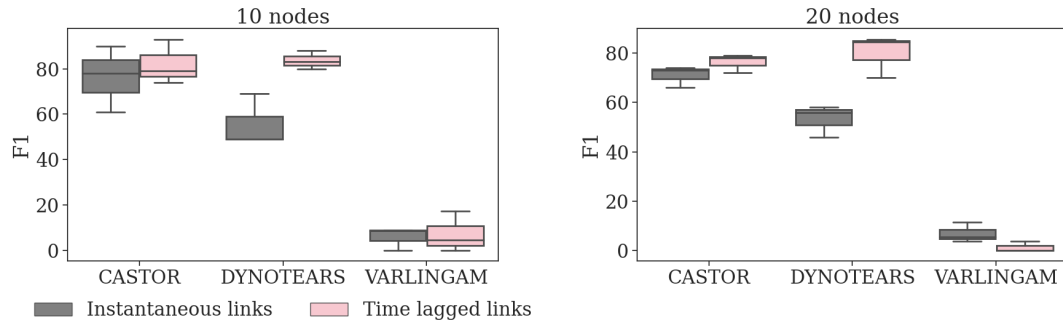 10 nodes
F1
80
60
40
20
0
CASTOR DYNOTEARS VARLINGAM
20 nodes
F1
80
60
40
20
0
CASTOR DYNOTEARS VARLINGAM
Instantaneous links Time lagged links